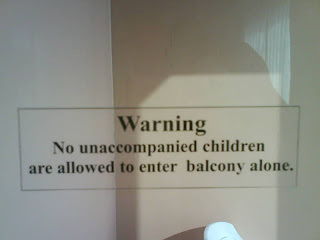 Warning
No unaccompanied children
are allowed to enter balcony alone.